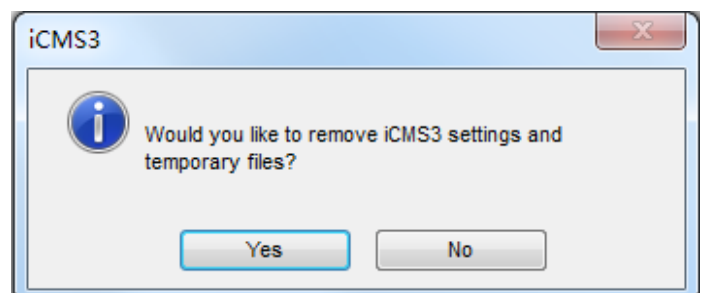 iCMS3
Would you like to remove iCMS3 settings and
temporary files?
Yes
No